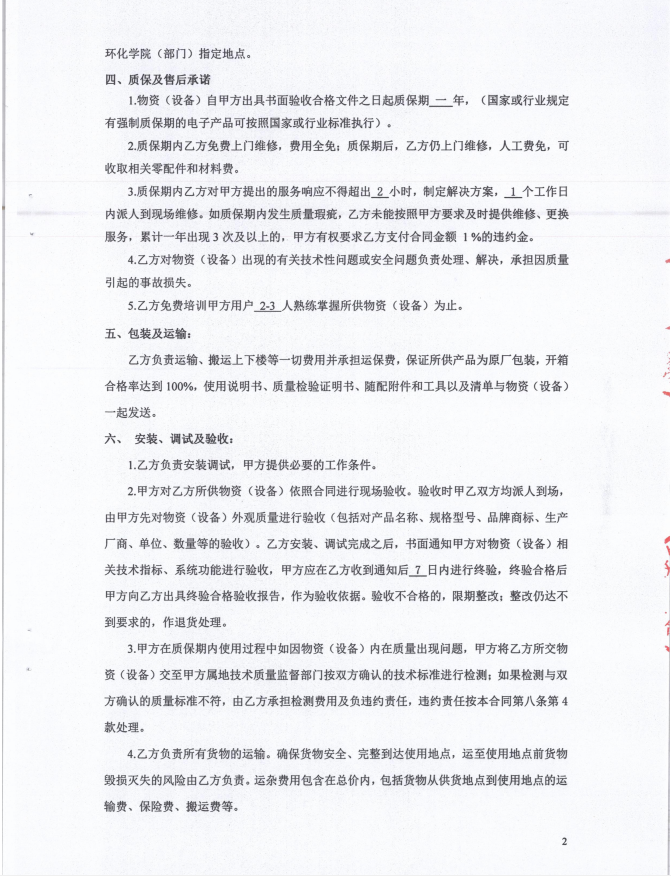 环化学院（部门）指定地点。
四、质保及售后承诺
1.物资（设备）自甲方出具书面验收合格文件之日起质保期 一 年，（国家或行业规定
有强制质保期的电子产品可按照国家或行业标准执行）。
2.质保期内乙方免费上门维修，费用全免；质保期后，乙方仍上门维修，人工费免，可
收取相关零配件和材料费。
3.质保期内乙方对甲方提出的服务响应不得超出 2 小时，制定解决方案， 1 个工作日
内派人到现场维修。如质保期内发生质量瑕疵，乙方未能按照甲方要求及时提供维修、更换
服务，累计一年出现 3 次及以上的，甲方有权要求乙方支付合同金额 1 %的违约金。
4.乙方对物资（设备）出现的有关技术性问题或安全问题负责处理、解决，承担因质量
引起的事故损失。
5.乙方免费培训甲方用户 2-3 人熟练掌握所供物资（设备）为止。
五、包装及运输：
乙方负责运输、搬运上下楼等一切费用并承担运保费，保证所供产品为原厂包装，开箱
合格率达到 100%，使用说明书、质量检验证明书、随配附件和工具以及清单与物资（设备）
一起发送。
六、 安装、调试及验收：
1.乙方负责安装调试，甲方提供必要的工作条件。
2.甲方对乙方所供物资（设备）依照合同进行现场验收。验收时甲乙双方均派人到场，
由甲方先对物资（设备）外观质量进行验收（包括对产品名称、规格型号、品牌商标、生产
厂商、单位、数量等的验收）。乙方安装、调试完成之后，书面通知甲方对物资（设备）相
关技术指标、系统功能进行验收，甲方应在乙方收到通知后 7 日内进行终验，终验合格后
甲方向乙方出具终验合格验收报告，作为验收依据。验收不合格的，限期整改；整改仍达不
到要求的，作退货处理。
3.甲方在质保期内使用过程中如因物资（设备）内在质量出现问题，甲方将乙方所交物
资（设备）交至甲方属地技术质量监督部门按双方确认的技术标准进行检测；如果检测与双
方确认的质量标准不符，由乙方承担检测费用及负违约责任，违约责任按本合同第八条第 4
款处理。
4.乙方负责所有货物的运输。确保货物安全、完整到达使用地点，运至使用地点前货物
毁损灭失的风险由乙方负责。运杂费用包含在总价内，包括货物从供货地点到使用地点的运
输费、保险费、搬运费等。
2